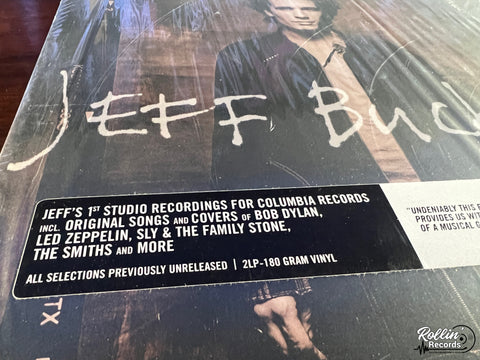 JEFF BUC
JEFF'S 1ST STUDIO RECORDINGS FOR COLUMBIA RECORDS
INCL. ORIGINAL SONGS AND COVERS OF BOB DYLAN,
LED ZEPPELIN, SLY & THE FAMILY STONE,
THE SMITHS AND MORE
ALL SELECTIONS PREVIOUSLY UNRELEASED | 2LP-180 GRAM VINYL
"UNDENIABLY THIS
PROVIDES US WIT
OF A MUSICAL G
TX
Rollin
Records